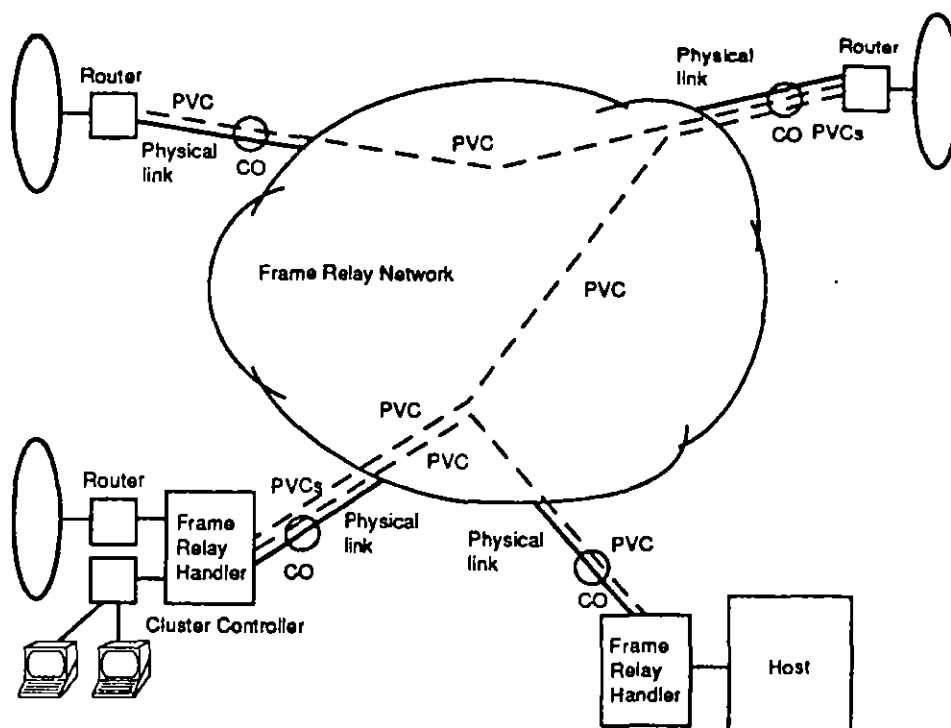 Router
PVC
Physical
link
CO
Physical
link
Router
CO
PVCs
PVC
Frame Relay Network
PVC
PVC
PVC
Router
PVCs
Frame
Relay
Handler
CO
Physical
link
Cluster Controller
Physical
link
PVC
CO
Frame
Relay
Handler
Host